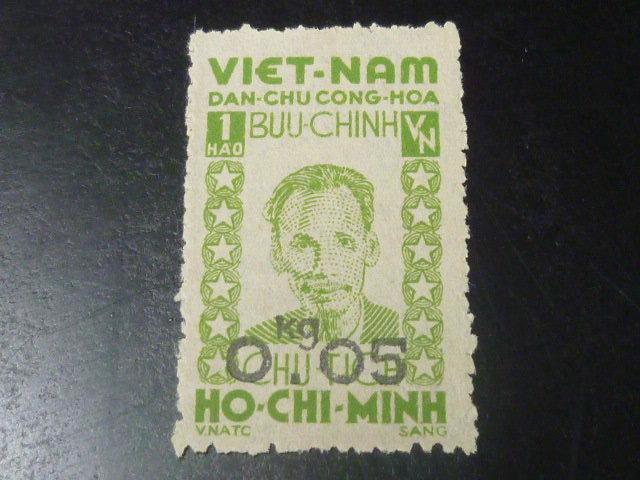 VIET-NAM
DAN-CHU CONG-HOA
1 HAO BUU-CHINH VN
kg
0.05
CHU TICH
HO-CHI-MINH
V.NATC SANG